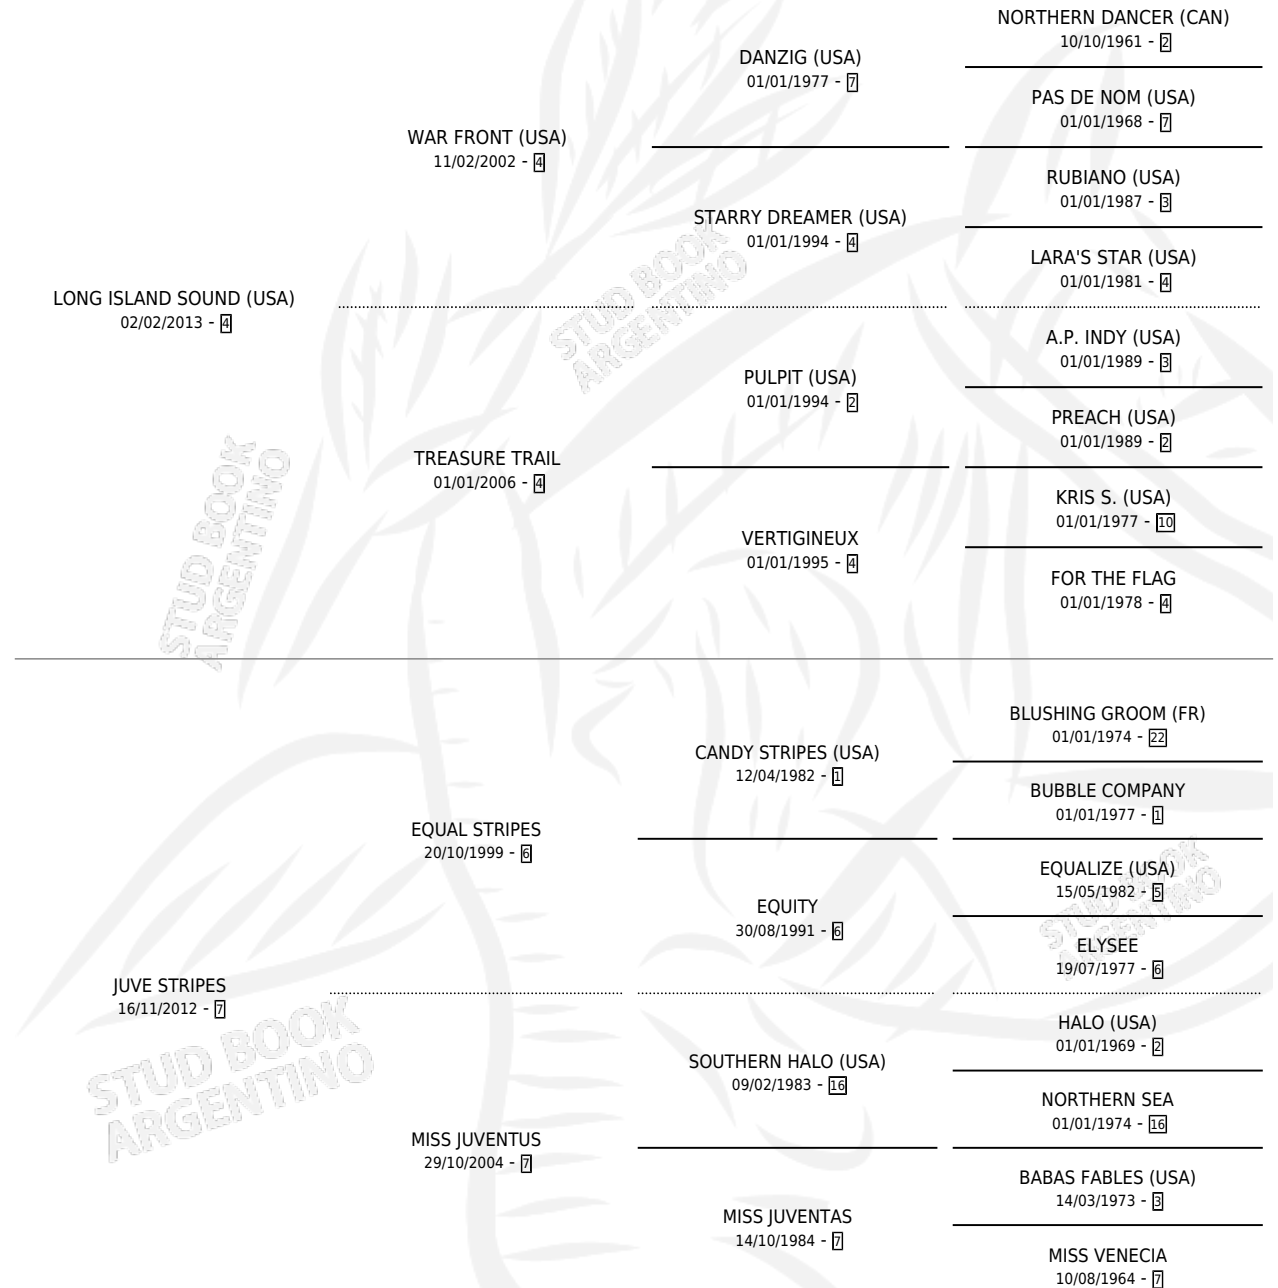 NORTHERN DANCER (CAN)
10/10/1961 - 2
DANZIG (USA)
01/01/1977 - 7
PAS DE NOM (USA)
01/01/1968 - 7
WAR FRONT (USA)
11/02/2002 - 4
RUBIANO (USA)
01/01/1987 - 3
STARRY DREAMER (USA)
01/01/1994 - 4
LARA'S STAR (USA)
01/01/1981 - 4
LONG ISLAND SOUND (USA)
02/02/2013 - 4
STUD BOOK
ARGENTINO
A.P. INDY (USA)
01/01/1989 - 3
PULPIT (USA)
01/01/1994 - 2
PREACH (USA)
01/01/1989 - 2
TREASURE TRAIL
01/01/2006 - 4
KRIS S. (USA)
01/01/1977 - 10
VERTIGINEUX
01/01/1995 - 4
FOR THE FLAG
01/01/1978 - 4
STUD BOOK
ARGENTINO
BLUSHING GROOM (FR)
01/01/1974 - 22
CANDY STRIPES (USA)
12/04/1982 - 1
BUBBLE COMPANY
01/01/1977 - 1
EQUAL STRIPES
20/10/1999 - 6
EQUALIZE (USA)
15/05/1982 - 5
EQUITY
30/08/1991 - 6
STUD BOOK
ARGENTINO
ELYSEE
19/07/1977 - 6
JUVE STRIPES
16/11/2012 - 7
HALO (USA)
01/01/1969 - 2
SOUTHERN HALO (USA)
09/02/1983 - 16
STUD BOOK
ARGENTINO
NORTHERN SEA
01/01/1974 - 16
MISS JUVENTUS
29/10/2004 - 7
BABAS FABLES (USA)
14/03/1973 - 3
MISS JUVENTAS
14/10/1984 - 7
MISS VENECIA
10/08/1964 - 7